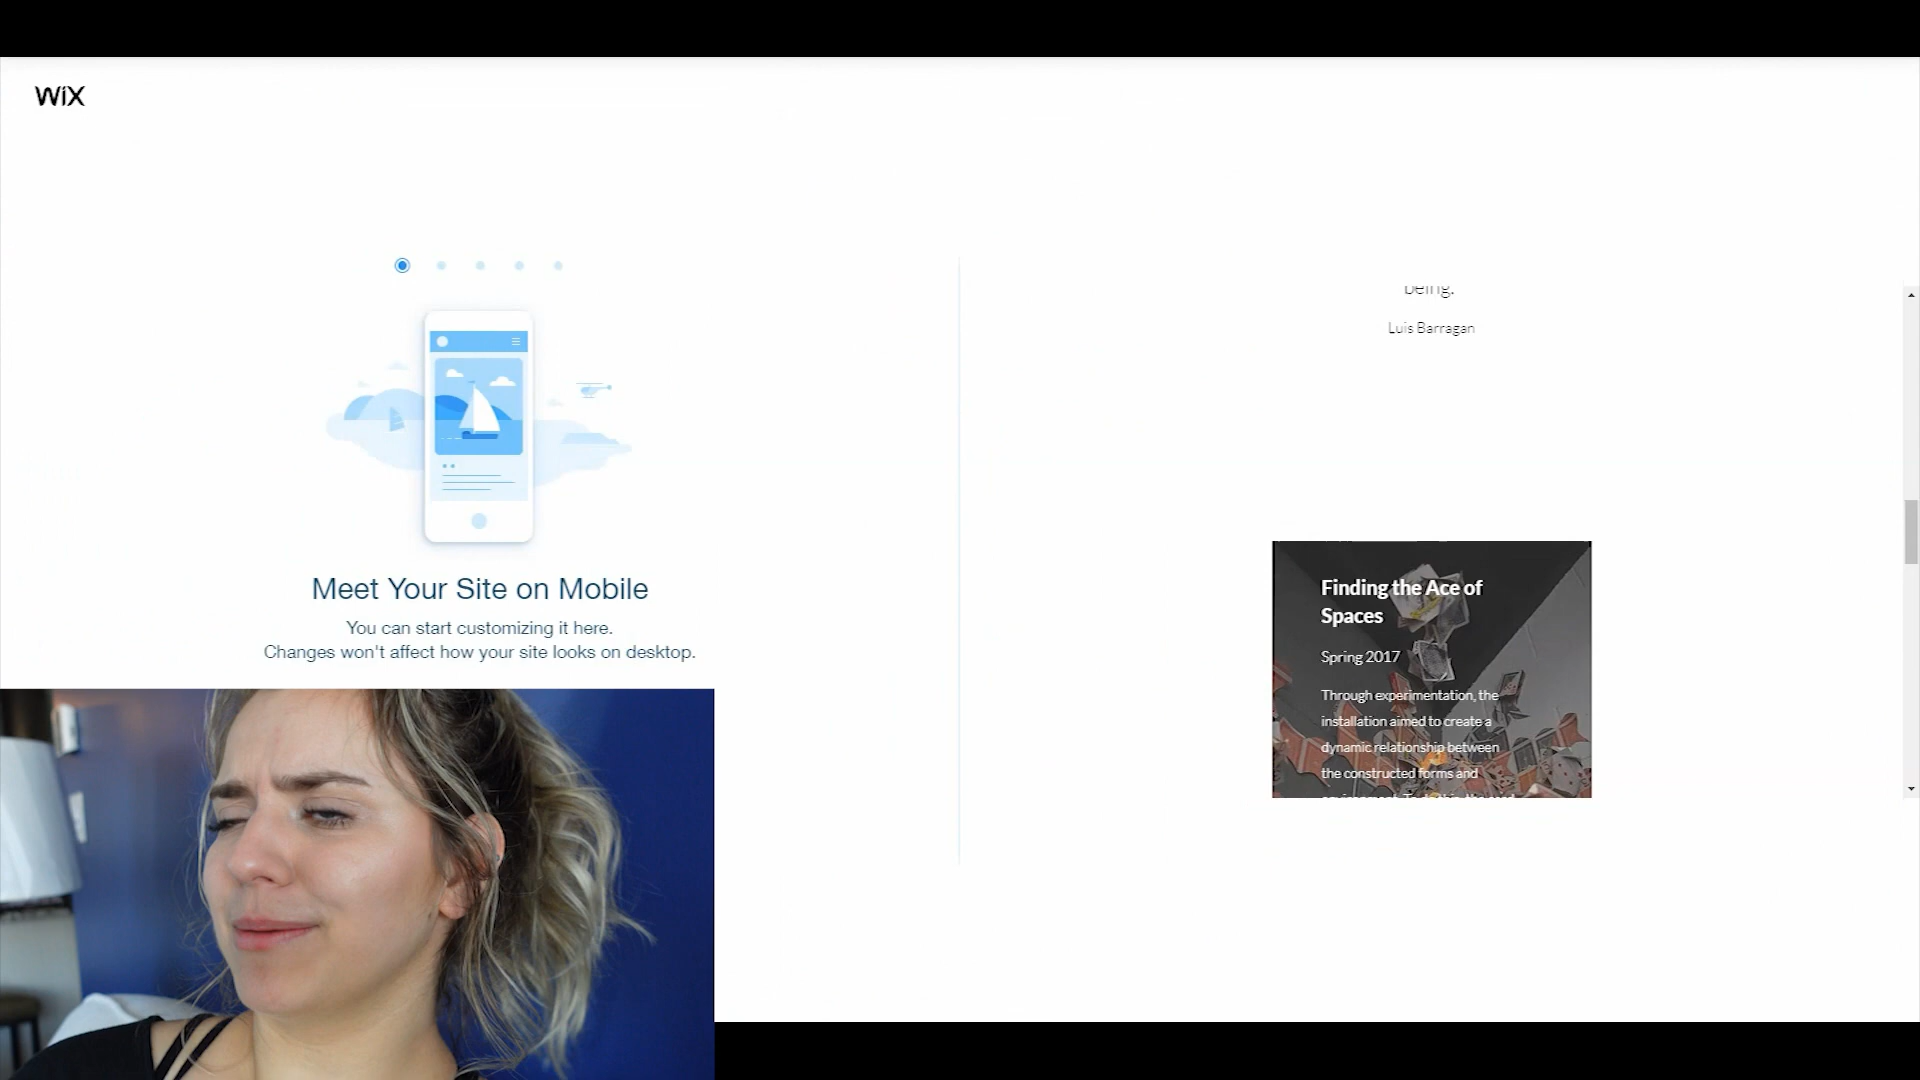 WiX
Meet Your Site on Mobile
You can start customizing it here.
Changes won't affect how your site looks on desktop.
being.
Luis Barragan
Finding the Ace of
Spaces
Spring 2017
Through experimentation, the
installation aimed to create a
dynamic relationship between
the constructed forms and